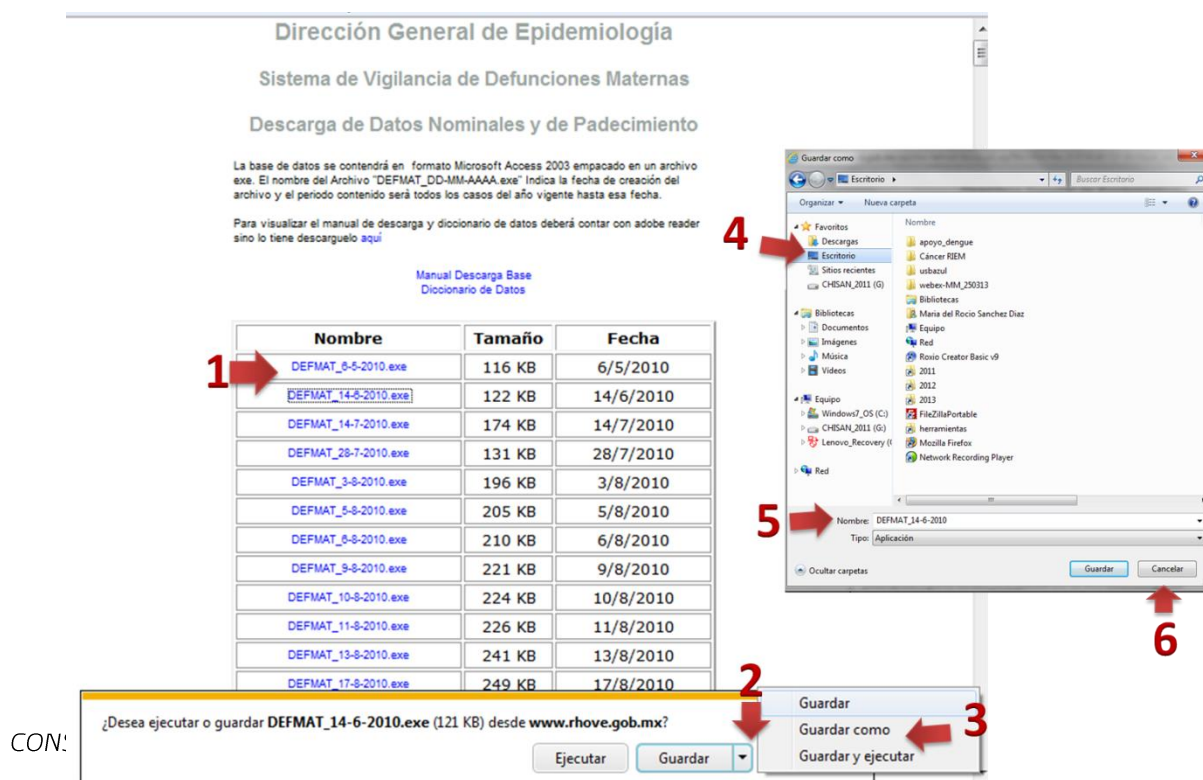 Dirección General de Epidemiología
Sistema de Vigilancia de Defunciones Maternas
Descarga de Datos Nominales y de Padecimiento
La base de datos se contendrá en formato Microsoft Access 2003 empacado en un archivo
exe. El nombre del Archivo "DEFMAT_DD-MM-AAAA.exe" Indica la fecha de creación del
archivo y el periodo contenido será todos los casos del año vigente hasta esa fecha.
Para visualizar el manual de descarga y diccionario de datos deberá contar con adobe reader
sino lo tiene descarguelo aquí
Manual Descarga Base
Diccionario de Datos
Nombre Tamaño Fecha
1
DEFMAT_6-5-2010.exe 116 KB 6/5/2010
DEFMAT_14-6-2010.exe 122 KB 14/6/2010
DEFMAT_14-7-2010.exe 174 KB 14/7/2010
DEFMAT_28-7-2010.exe 131 KB 28/7/2010
DEFMAT_3-8-2010.exe 196 KB 3/8/2010
DEFMAT_5-8-2010.exe 205 KB 5/8/2010
DEFMAT_6-8-2010.exe 210 KB 6/8/2010
DEFMAT_9-8-2010.exe 221 KB 9/8/2010
DEFMAT_10-8-2010.exe 224 KB 10/8/2010
DEFMAT_11-8-2010.exe 226 KB 11/8/2010
DEFMAT_13-8-2010.exe 241 KB 13/8/2010
DEFMAT_17-8-2010.exe 249 KB 17/8/2010
¿Desea ejecutar o guardar DEFMAT_14-6-2010.exe (121 KB) desde www.rhove.gob.mx?
Ejecutar Guardar
2
Guardar
Guardar como
3
Guardar y ejecutar
CONS
Guardar como
Escritorio
Buscar Escritorio
Organizar Nueva carpeta
4
Favoritos
Descargas
Escritorio
Sitios recientes
CHISAN_2011 (G)
Bibliotecas
Documentos
Imágenes
Música
Vídeos
Equipo
Windows7_OS (C:)
CHISAN_2011 (G:)
Lenovo_Recovery (
Red
Nombre
apoyo_dengue
Cáncer RIEM
usbazul
webex-MM_250313
Bibliotecas
Maria del Rocio Sanchez Diaz
Equipo
Red
Roxio Creator Basic v9
2011
2012
2013
FileZillaPortable
herramientas
Mozilla Firefox
Network Recording Player
5
Nombre: DEFMAT_14-6-2010
Tipo: Aplicación
Ocultar carpetas
Guardar Cancelar
6